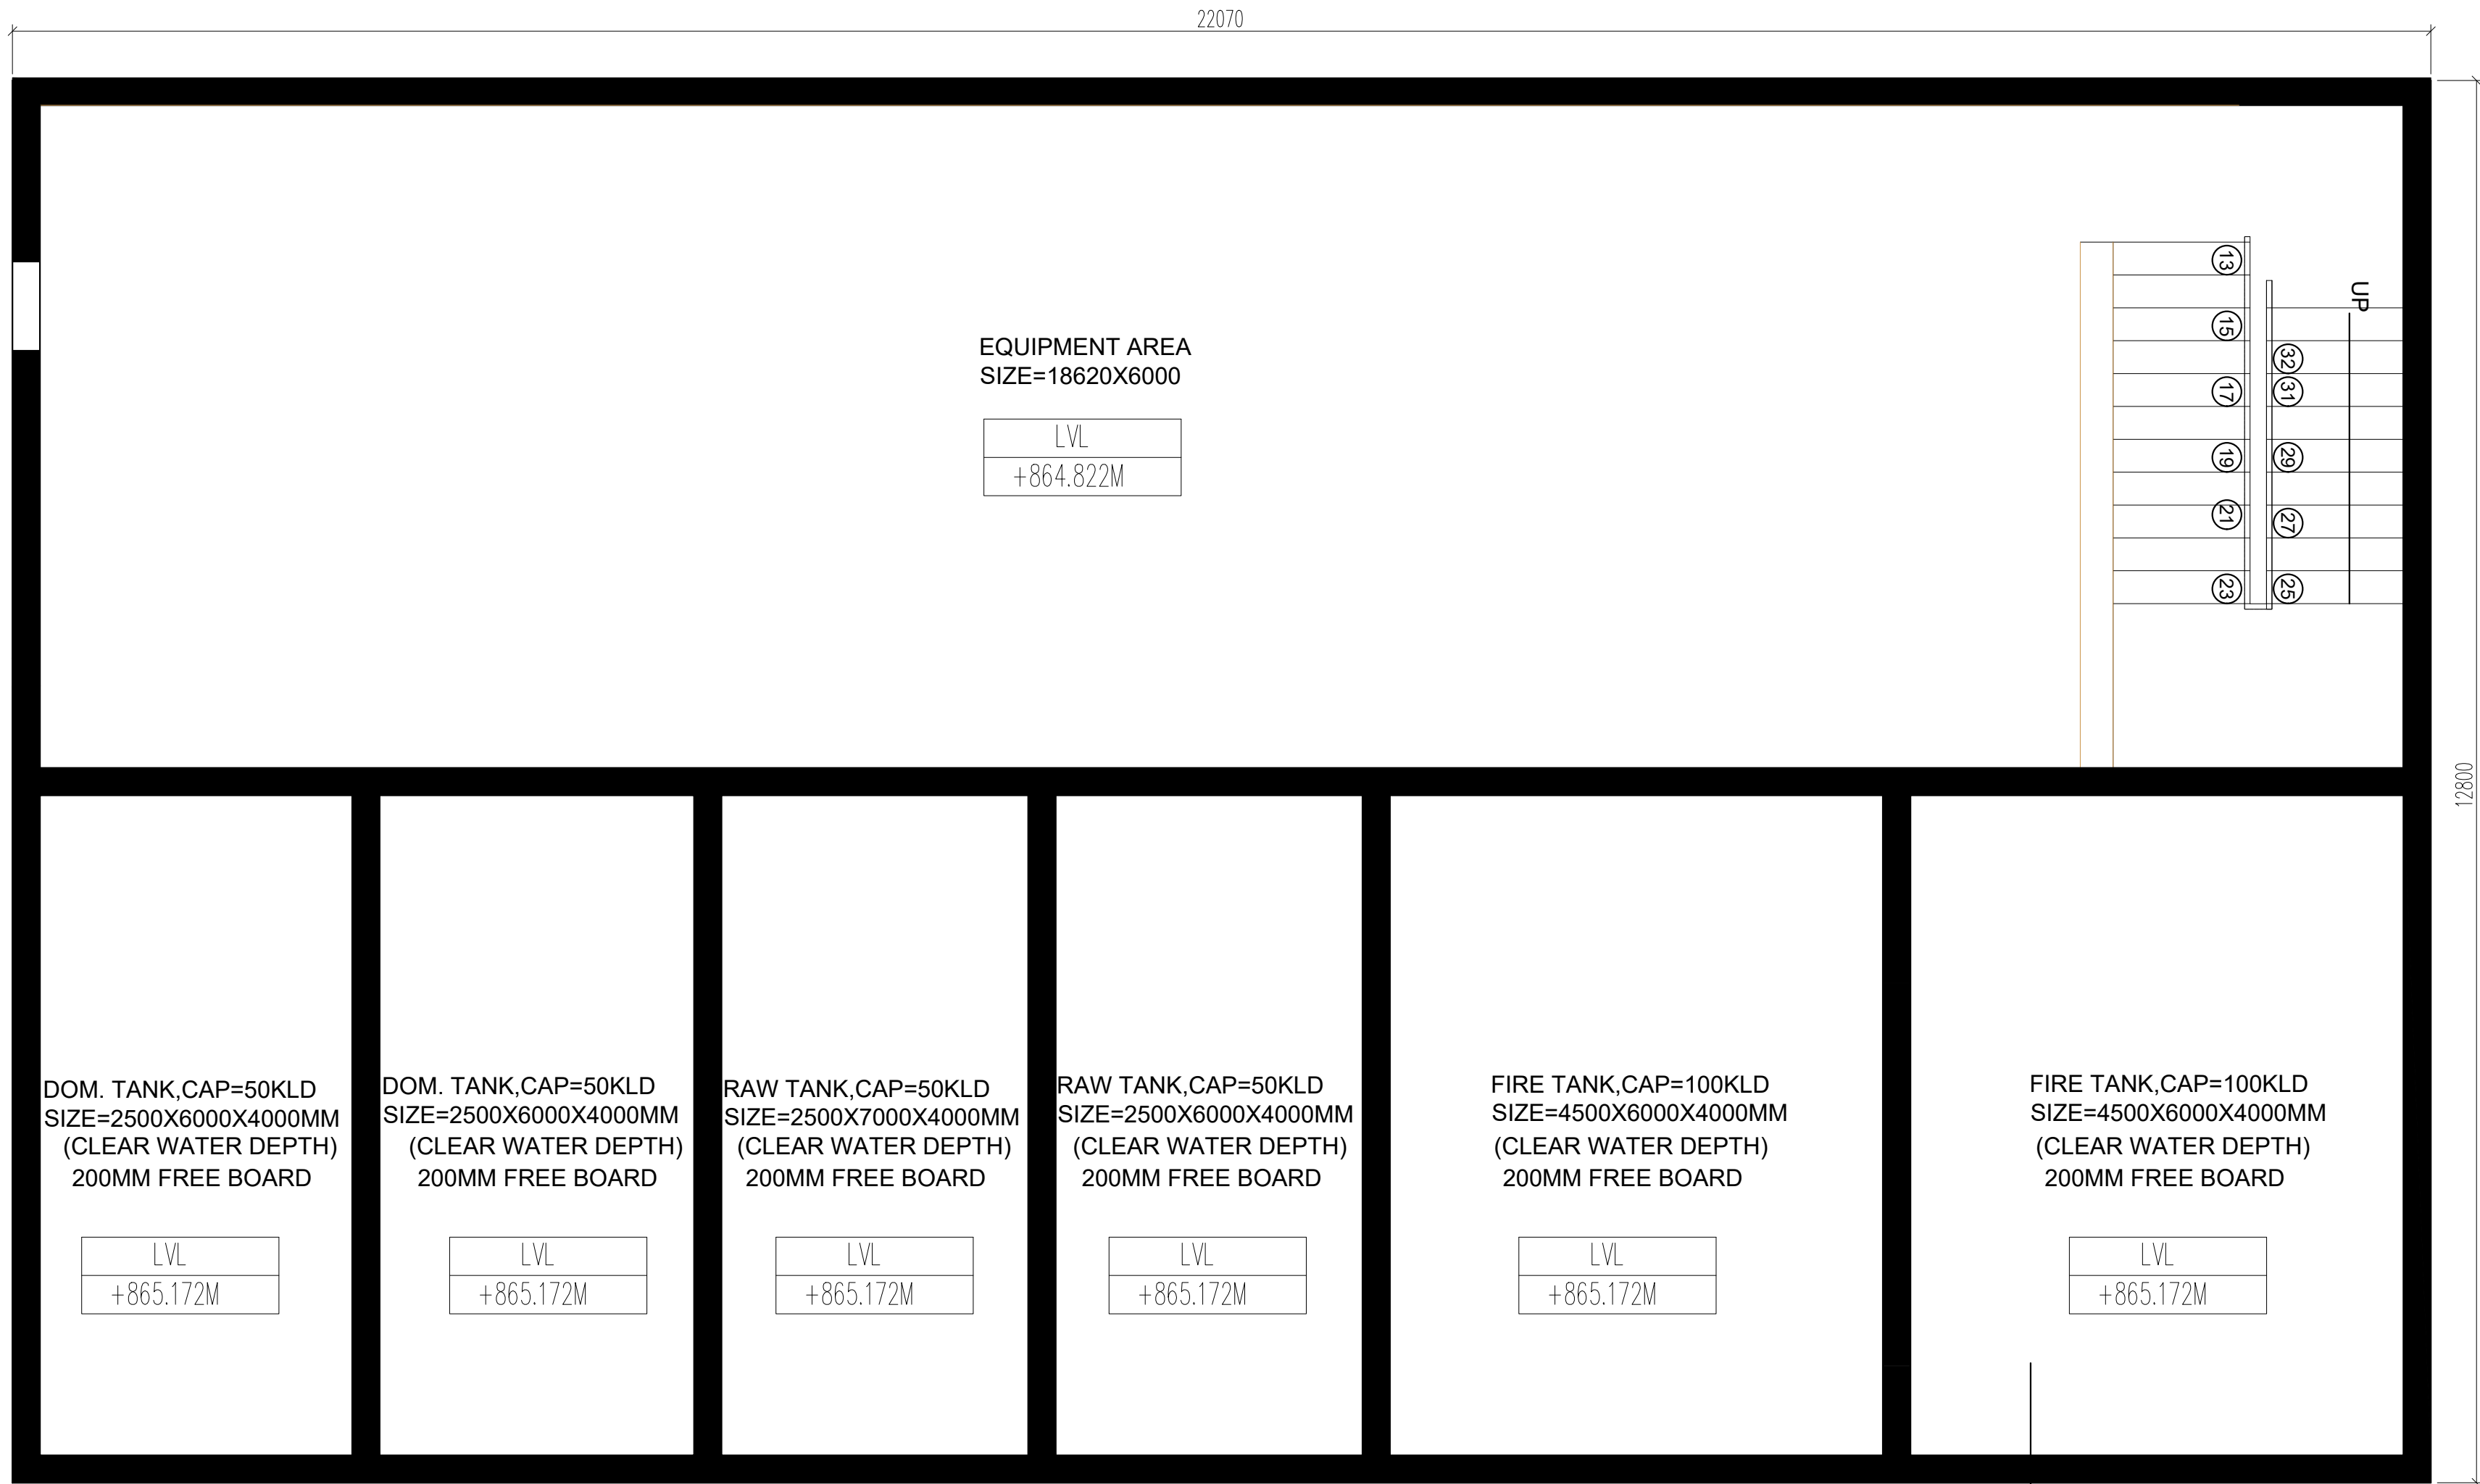 22070
EQUIPMENT AREA
SIZE=18620X6000
LVL
+864.822M
UP
13
15
17
19
21
23
32
31
29
27
25
12800
DOM. TANK,CAP=50KLD
SIZE=2500X6000X4000MM
(CLEAR WATER DEPTH)
200MM FREE BOARD
LVL
+865.172M
DOM. TANK,CAP=50KLD
SIZE=2500X6000X4000MM
(CLEAR WATER DEPTH)
200MM FREE BOARD
LVL
+865.172M
RAW TANK,CAP=50KLD
SIZE=2500X7000X4000MM
(CLEAR WATER DEPTH)
200MM FREE BOARD
LVL
+865.172M
RAW TANK,CAP=50KLD
SIZE=2500X6000X4000MM
(CLEAR WATER DEPTH)
200MM FREE BOARD
LVL
+865.172M
FIRE TANK,CAP=100KLD
SIZE=4500X6000X4000MM
(CLEAR WATER DEPTH)
200MM FREE BOARD
LVL
+865.172M
FIRE TANK,CAP=100KLD
SIZE=4500X6000X4000MM
(CLEAR WATER DEPTH)
200MM FREE BOARD
LVL
+865.172M